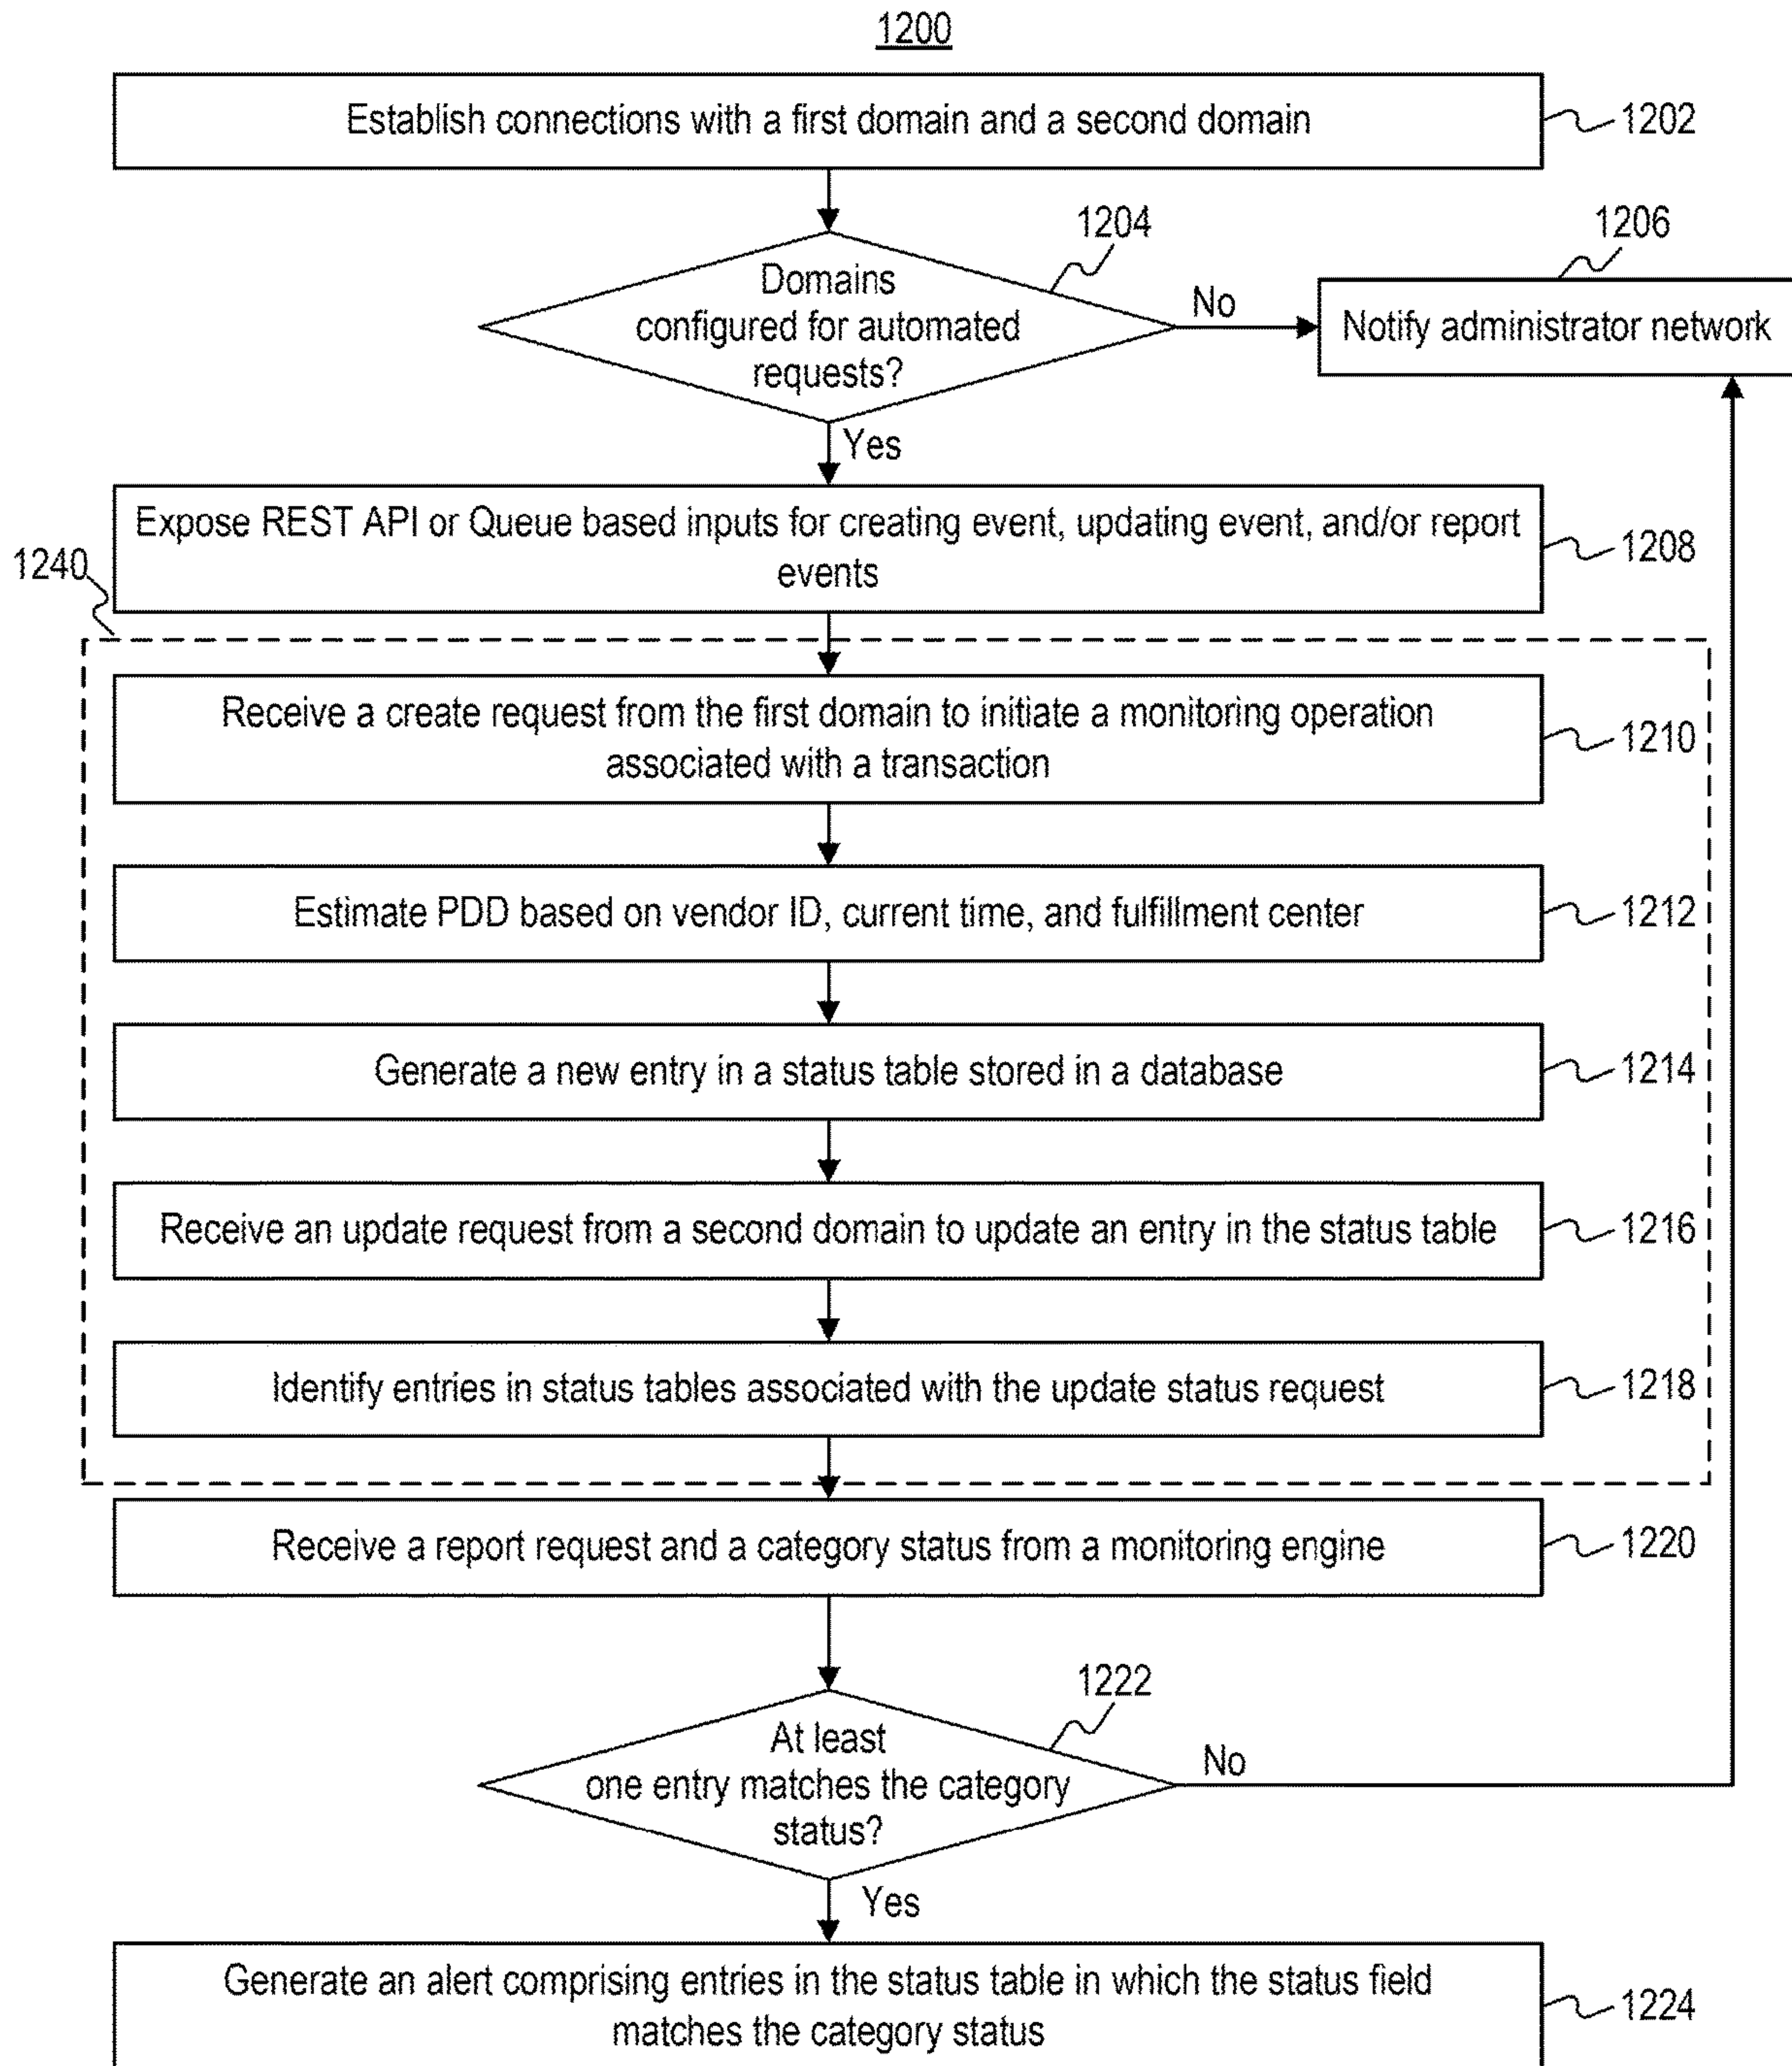 1200
Establish connections with a first domain and a second domain
1202
1204
Domains
configured for automated
requests?
No
1206
Notify administrator network
Yes
Expose REST API or Queue based inputs for creating event, updating event, and/or report
events
1208
1240
Receive a create request from the first domain to initiate a monitoring operation
associated with a transaction
1210
Estimate PDD based on vendor ID, current time, and fulfillment center
1212
Generate a new entry in a status table stored in a database
1214
Receive an update request from a second domain to update an entry in the status table
1216
Identify entries in status tables associated with the update status request
1218
Receive a report request and a category status from a monitoring engine
1220
1222
At least
one entry matches the category
status?
No
Yes
Generate an alert comprising entries in the status table in which the status field
matches the category status
1224